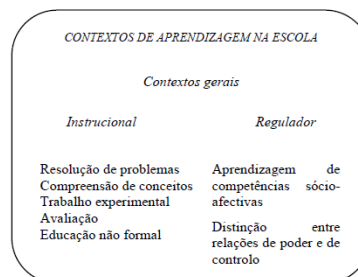 CONTEXTOS DE APRENDIZAGEM NA ESCOLA
Contextos gerais
Instrucional
Regulador
Resolução de problemas
Compreensão de conceitos
Trabalho experimental
Avaliação
Educação não formal
Aprendizagem de
competências sócio-
afectivas
Distinção entre
relações de poder e de
controlo